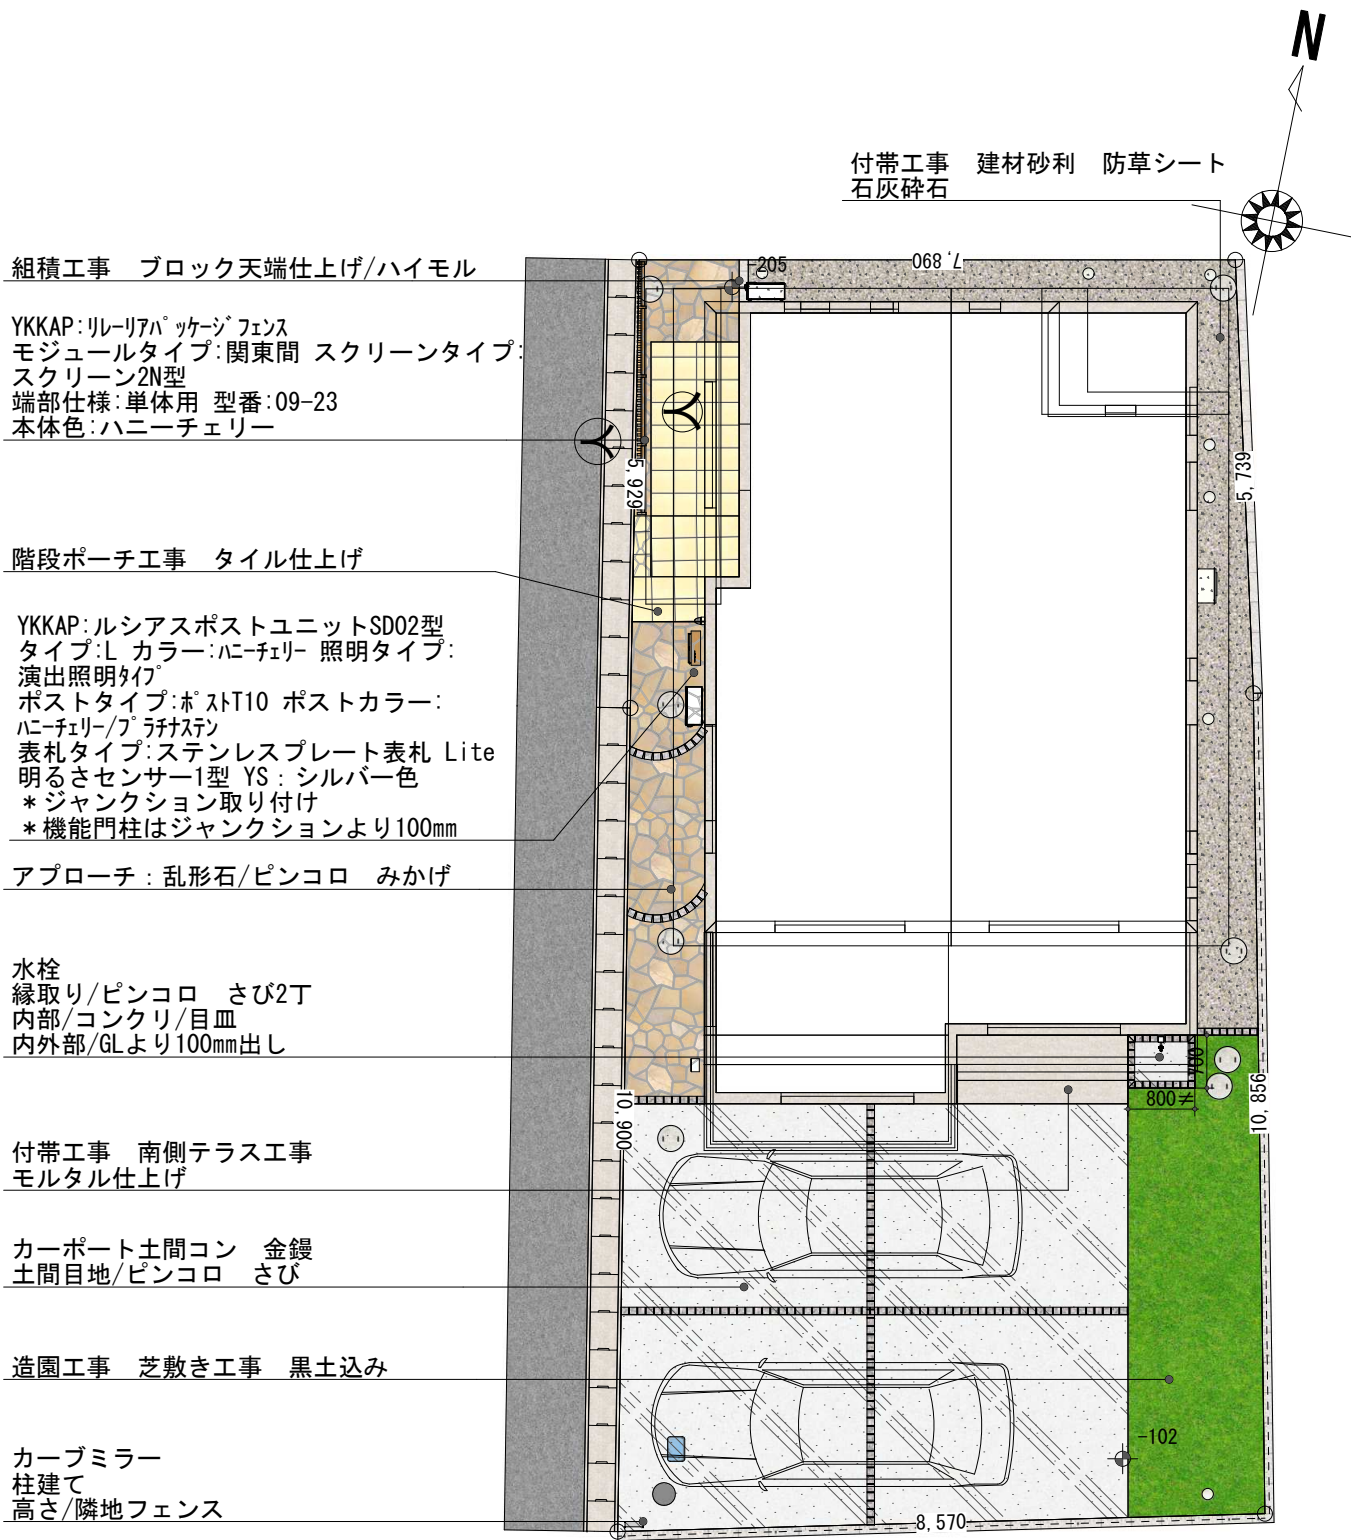 N
付帯工事　建材砂利　防草シート
石灰砕石
組積工事　ブロック天端仕上げ/ハイモル
YKKAP:リレーリアパッケージフェンス
モジュールタイプ:関東間 スクリーンタイプ:
スクリーン2N型
端部仕様:単体用 型番:09-23
本体色:ハニーチェリー
階段ポーチ工事　タイル仕上げ
YKKAP:ルシアスポストユニットSD02型
タイプ:L カラー:ハニーチェリー 照明タイプ:
演出照明タイプ
ポストタイプ:ポストT10 ポストカラー:
ハニーチェリー/プラチナステン
表札タイプ:ステンレスプレート表札 Lite
明るさセンサー1型 YS：シルバー色
＊ジャンクション取り付け
＊機能門柱はジャンクションより100mm
アプローチ：乱形石/ピンコロ　みかげ
水栓
縁取り/ピンコロ　さび2丁
内部/コンクリ/目皿
内外部/GLより100mm出し
付帯工事　南側テラス工事
モルタル仕上げ
カーポート土間コン　金鏝
土間目地/ピンコロ　さび
造園工事　芝敷き工事　黒土込み
カーブミラー
柱建て
高さ/隣地フェンス
-205
7,890
5,929
5,739
700
800≠
10,900
10,856
-102
8,570